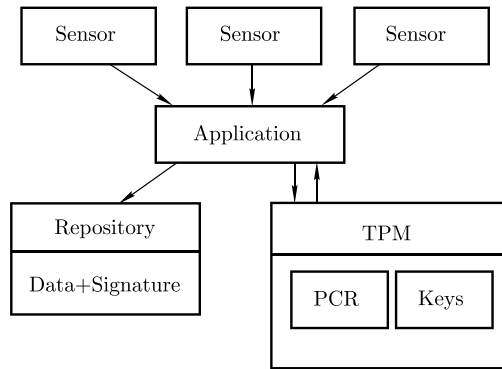 Sensor
Sensor
Sensor
Application
Repository
Data+Signature
TPM
PCR
Keys